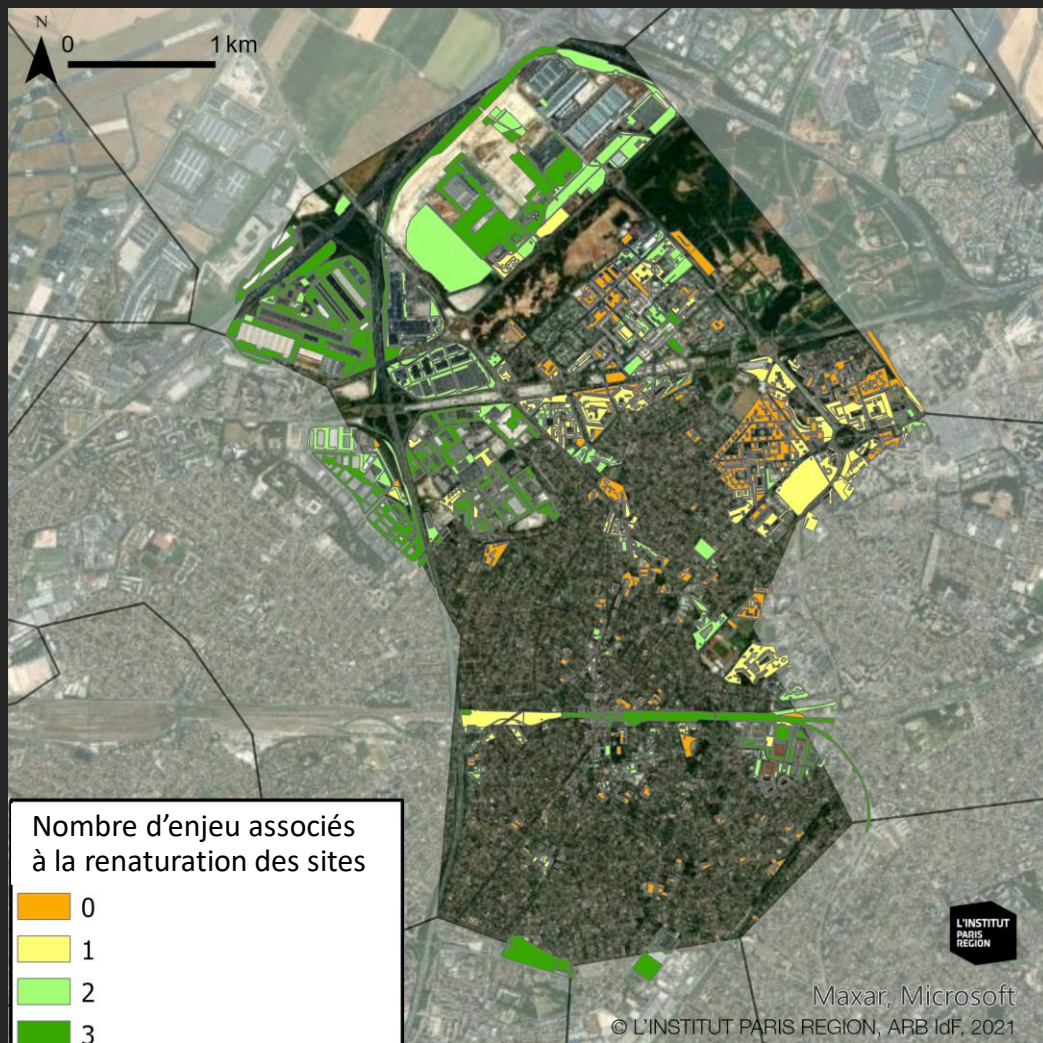 N
0 1 km
Nombre d’enjeu associés
à la renaturation des sites
0
1
2
3
L'INSTITUT
PARIS
REGION
Maxar, Microsoft
© L'INSTITUT PARIS REGION, ARB IdF, 2021